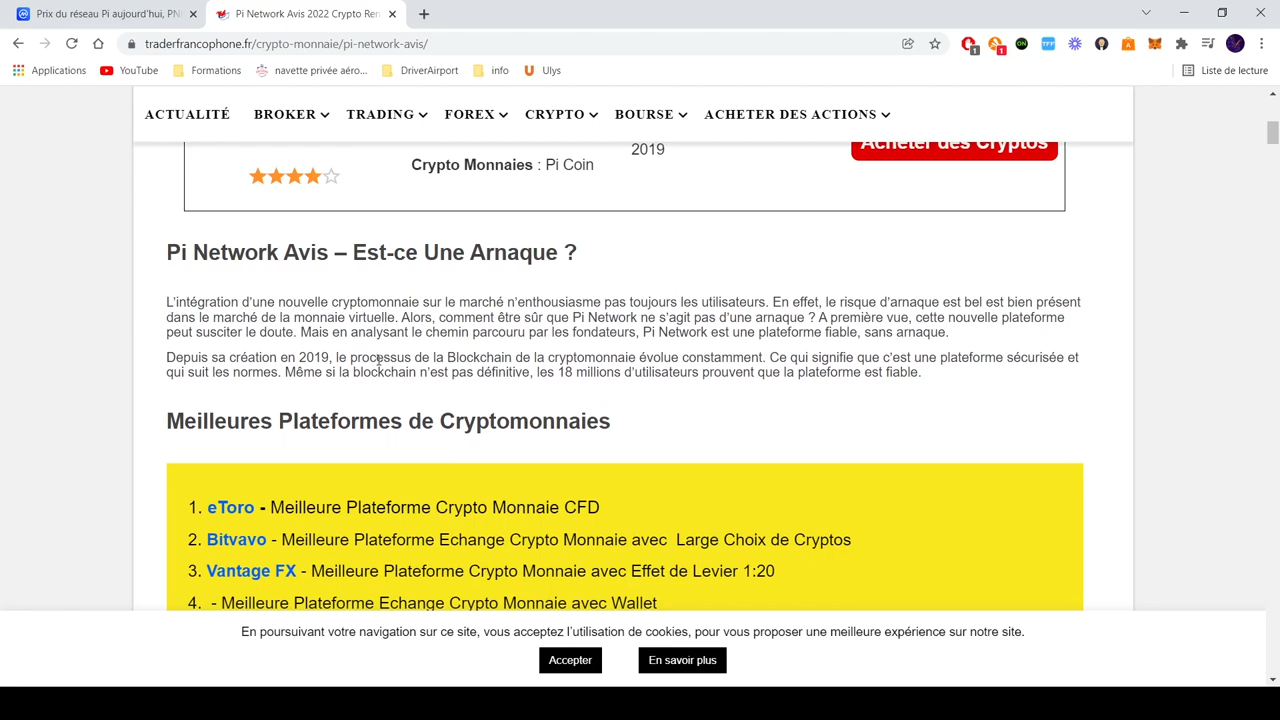 Prix du réseau Pi aujourd'hui, PN
Pi Network Avis 2022 Crypto Ren
traderfrancophone.fr/crypto-monnaie/pi-network-avis/
1
1
ON
TFF
Applications
YouTube
Formations
navette privée aéro...
DriverAirport
info
Ulys
Liste de lecture
ACTUALITÉ BROKER TRADING FOREX CRYPTO BOURSE ACHETER DES ACTIONS
2019
Acheter des Cryptos
Crypto Monnaies : Pi Coin
Pi Network Avis – Est-ce Une Arnaque ?
L'intégration d'une nouvelle cryptomonnaie sur le marché n'enthousiasme pas toujours les utilisateurs. En effet, le risque d'arnaque est bel est bien présent
dans le marché de la monnaie virtuelle. Alors, comment être sûr que Pi Network ne s'agit pas d'une arnaque ? A première vue, cette nouvelle plateforme
peut susciter le doute. Mais en analysant le chemin parcouru par les fondateurs, Pi Network est une plateforme fiable, sans arnaque.
Depuis sa création en 2019, le processus de la Blockchain de la cryptomonnaie évolue constamment. Ce qui signifie que c'est une plateforme sécurisée et
qui suit les normes. Même si la blockchain n'est pas définitive, les 18 millions d'utilisateurs prouvent que la plateforme est fiable.
Meilleures Plateformes de Cryptomonnaies
1. eToro - Meilleure Plateforme Crypto Monnaie CFD
2. Bitvavo - Meilleure Plateforme Echange Crypto Monnaie avec Large Choix de Cryptos
3. Vantage FX - Meilleure Plateforme Crypto Monnaie avec Effet de Levier 1:20
4. - Meilleure Plateforme Echange Crypto Monnaie avec Wallet
En poursuivant votre navigation sur ce site, vous acceptez l'utilisation de cookies, pour vous proposer une meilleure expérience sur notre site.
Accepter
En savoir plus